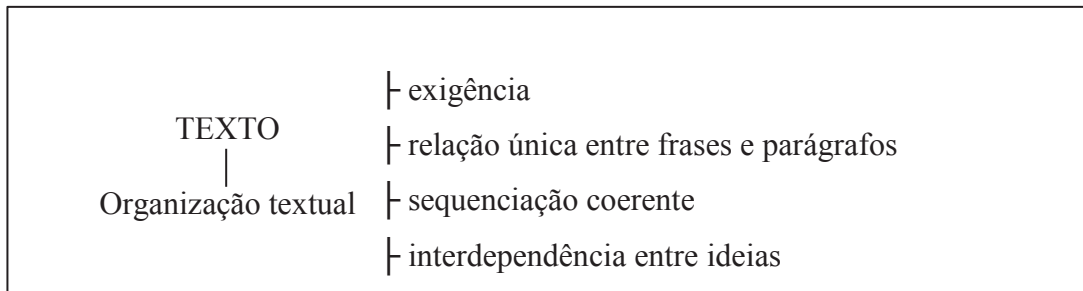 exigência
TEXTO
relação única entre frases e parágrafos
Organização textual
sequenciação coerente
interdependência entre ideias